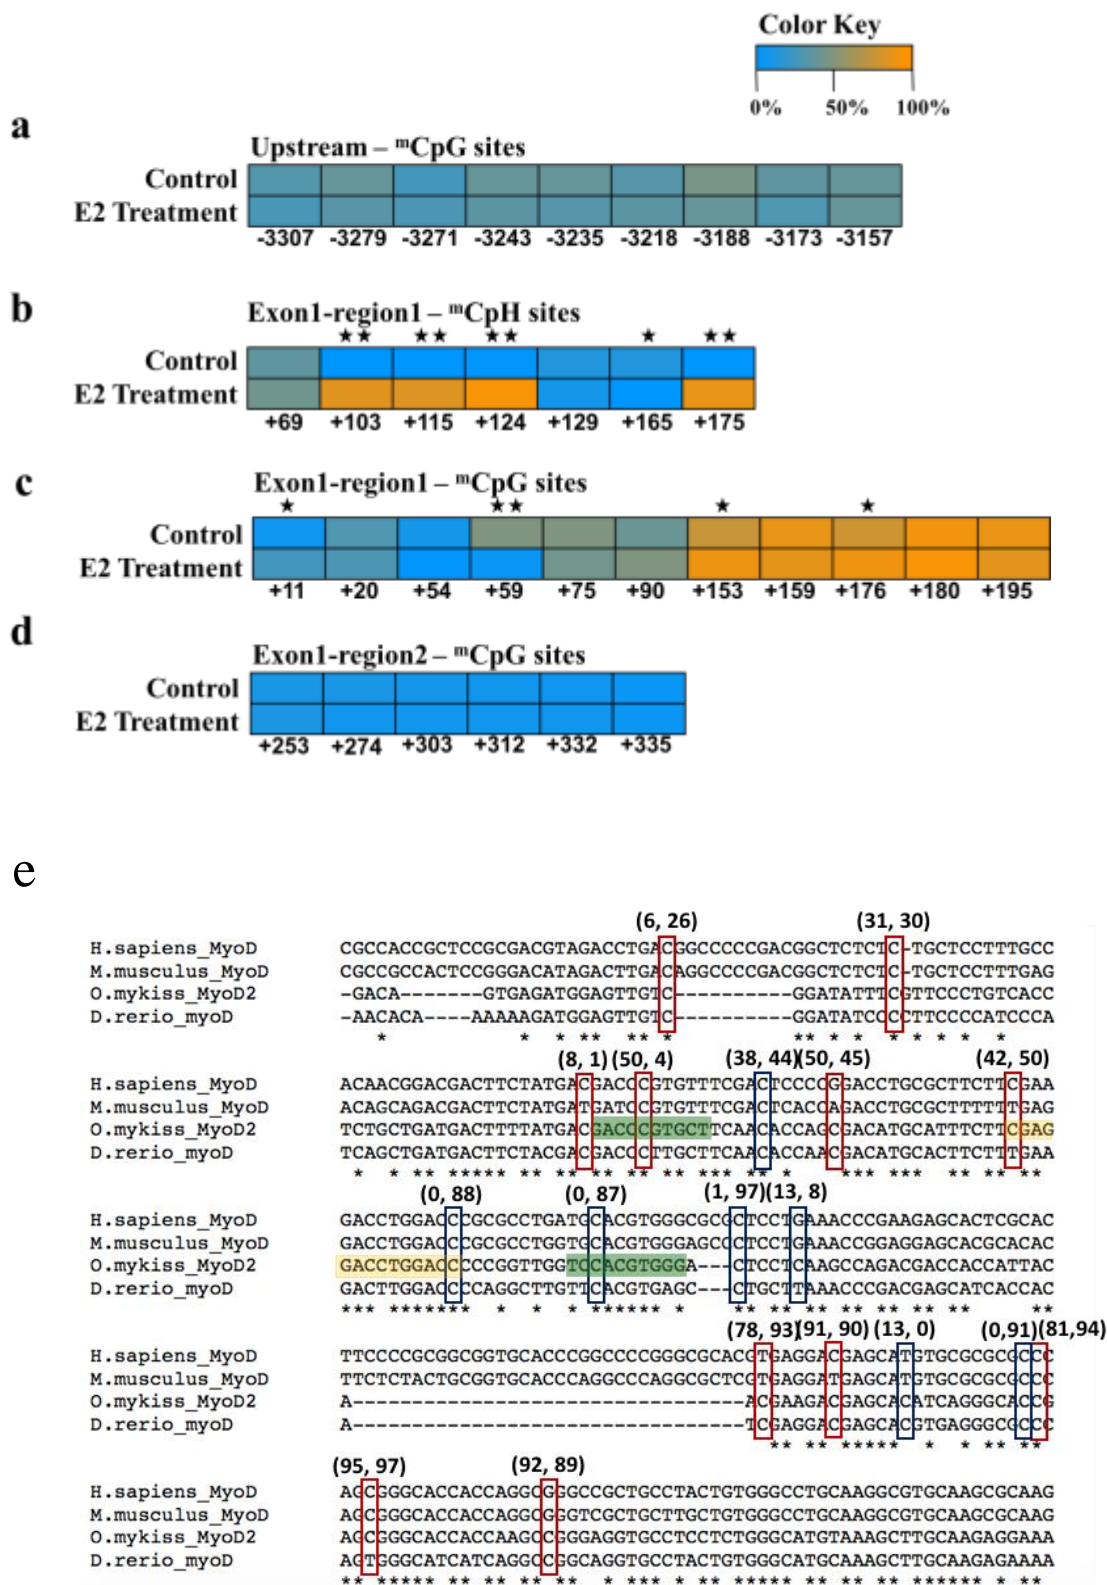 Color Key
0% 50% 100%
a
Upstream – mCpG sites
Control
E2 Treatment
-3307 -3279 -3271 -3243 -3235 -3218 -3188 -3173 -3157
b
Exon1-region1 – mCpH sites
★★ ★★ ★★ ★ ★★
Control
E2 Treatment
+69 +103 +115 +124 +129 +165 +175
c
Exon1-region1 – mCpG sites
★ ★★ ★ ★
Control
E2 Treatment
+11 +20 +54 +59 +75 +90 +153 +159 +176 +180 +195
d
Exon1-region2 – mCpG sites
Control
E2 Treatment
+253 +274 +303 +312 +332 +335
e
(6, 26) (31, 30)
H.sapiens_MyoD CGCCACCGCTCCGCGACGTAGACCTGACGGCCCCCGACGGCTCTCTC-TGCTCCTTTGCC
M.musculus_MyoD CGCCGCCACTCCGGGACATAGACTTGACAGGCCCCGACGGCTCTCTC-TGCTCCTTTGAG
O.mykiss_MyoD2 -GACA-------GTGAGATGGAGTTGTC----------GGATATTTCGTTCCCTGTCACC
D.rerio_myoD -AACACA----AAAAAGATGGAGTTGTC----------GGATATCCCCTTCCCCATCCCA
(8, 1) (50, 4) (38, 44) (50, 45) (42, 50)
H.sapiens_MyoD ACAACGGACGACTTCTATGACGACCCGTGTTTCGACTCCCCGGACCTGCGCTTCTTCGAA
M.musculus_MyoD ACAGCAGACGACTTCTATGATGATCCGTGTTTCGACTCACCAGACCTGCGCTTTTTTGAG
O.mykiss_MyoD2 TCTGCTGATGACTTTTATGACGACCCGTGCTTCAACACCAGCGACATGCATTTCTTCGAG
D.rerio_myoD TCAGCTGATGACTTCTACGACGACCCTTGCTTCAACACCAACGACATGCACTTCTTTGAA
(0, 88) (0, 87) (1, 97) (13, 8)
H.sapiens_MyoD GACCTGGACCCGCGCCTGATGCACGTGGGCGCGCTCCTGAAACCCGAAGAGCACTCGCAC
M.musculus_MyoD GACCTGGACCCGCGCCTGGTGCACGTGGGAGCCCTCCTGAAACCGGAGGAGCACGCACAC
O.mykiss_MyoD2 GACCTGGACCCCCGGTTGGTCCACGTGGGA---CTCCTCAAGCCAGACGACCACCATTAC
D.rerio_myoD GACTTGGACCCCAGGCTTGTTCACGTGAGC---CTGCTTAAACCCGACGAGCATCACCAC
(78, 93) (91, 90) (13, 0) (0,91) (81,94)
H.sapiens_MyoD TTCCCCGCGGCGGTGCACCCGGCCCCGGGCGCACGTGAGGACGAGCATGTGCGCGCGCCC
M.musculus_MyoD TTCTCTACTGCGGTGCACCCAGGCCCAGGCGCTCGTGAGGATGAGCATGTGCGCGCGCCC
O.mykiss_MyoD2 A---------------------------------ACGAAGACGAGCACATCAGGGCACCG
D.rerio_myoD A---------------------------------TCGAGGACGAGCACGTGAGGGCGCCC
(95, 97) (92, 89)
H.sapiens_MyoD AGCGGGCACCACCAGGCGGGCCGCTGCCTACTGTGGGCCTGCAAGGCGTGCAAGCGCAAG
M.musculus_MyoD AGCGGGCACCACCAGGCGGGTCGCTGCTTGCTGTGGGCCTGCAAGGCGTGCAAGCGCAAG
O.mykiss_MyoD2 AGCGGGCACCACCAAGCCGGGAGGTGCCTCCTCTGGGCATGTAAAGCTTGCAAGAGGAAA
D.rerio_myoD AGTGGGCATCATCAGGCCGGCAGGTGCCTACTGTGGGCATGCAAAGCTTGCAAGAGAAAA